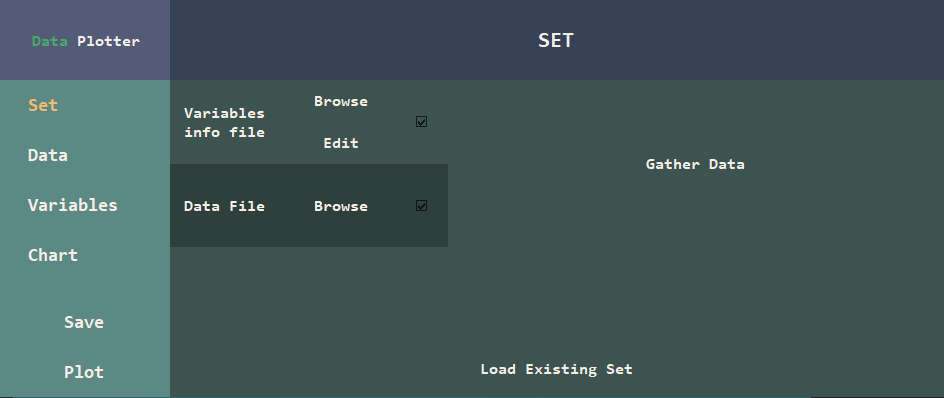 Data Plotter
SET
Set
Data
Variables
Chart
Save
Plot
Variables
info file
Browse
Edit
Data File
Browse
Gather Data
Load Existing Set